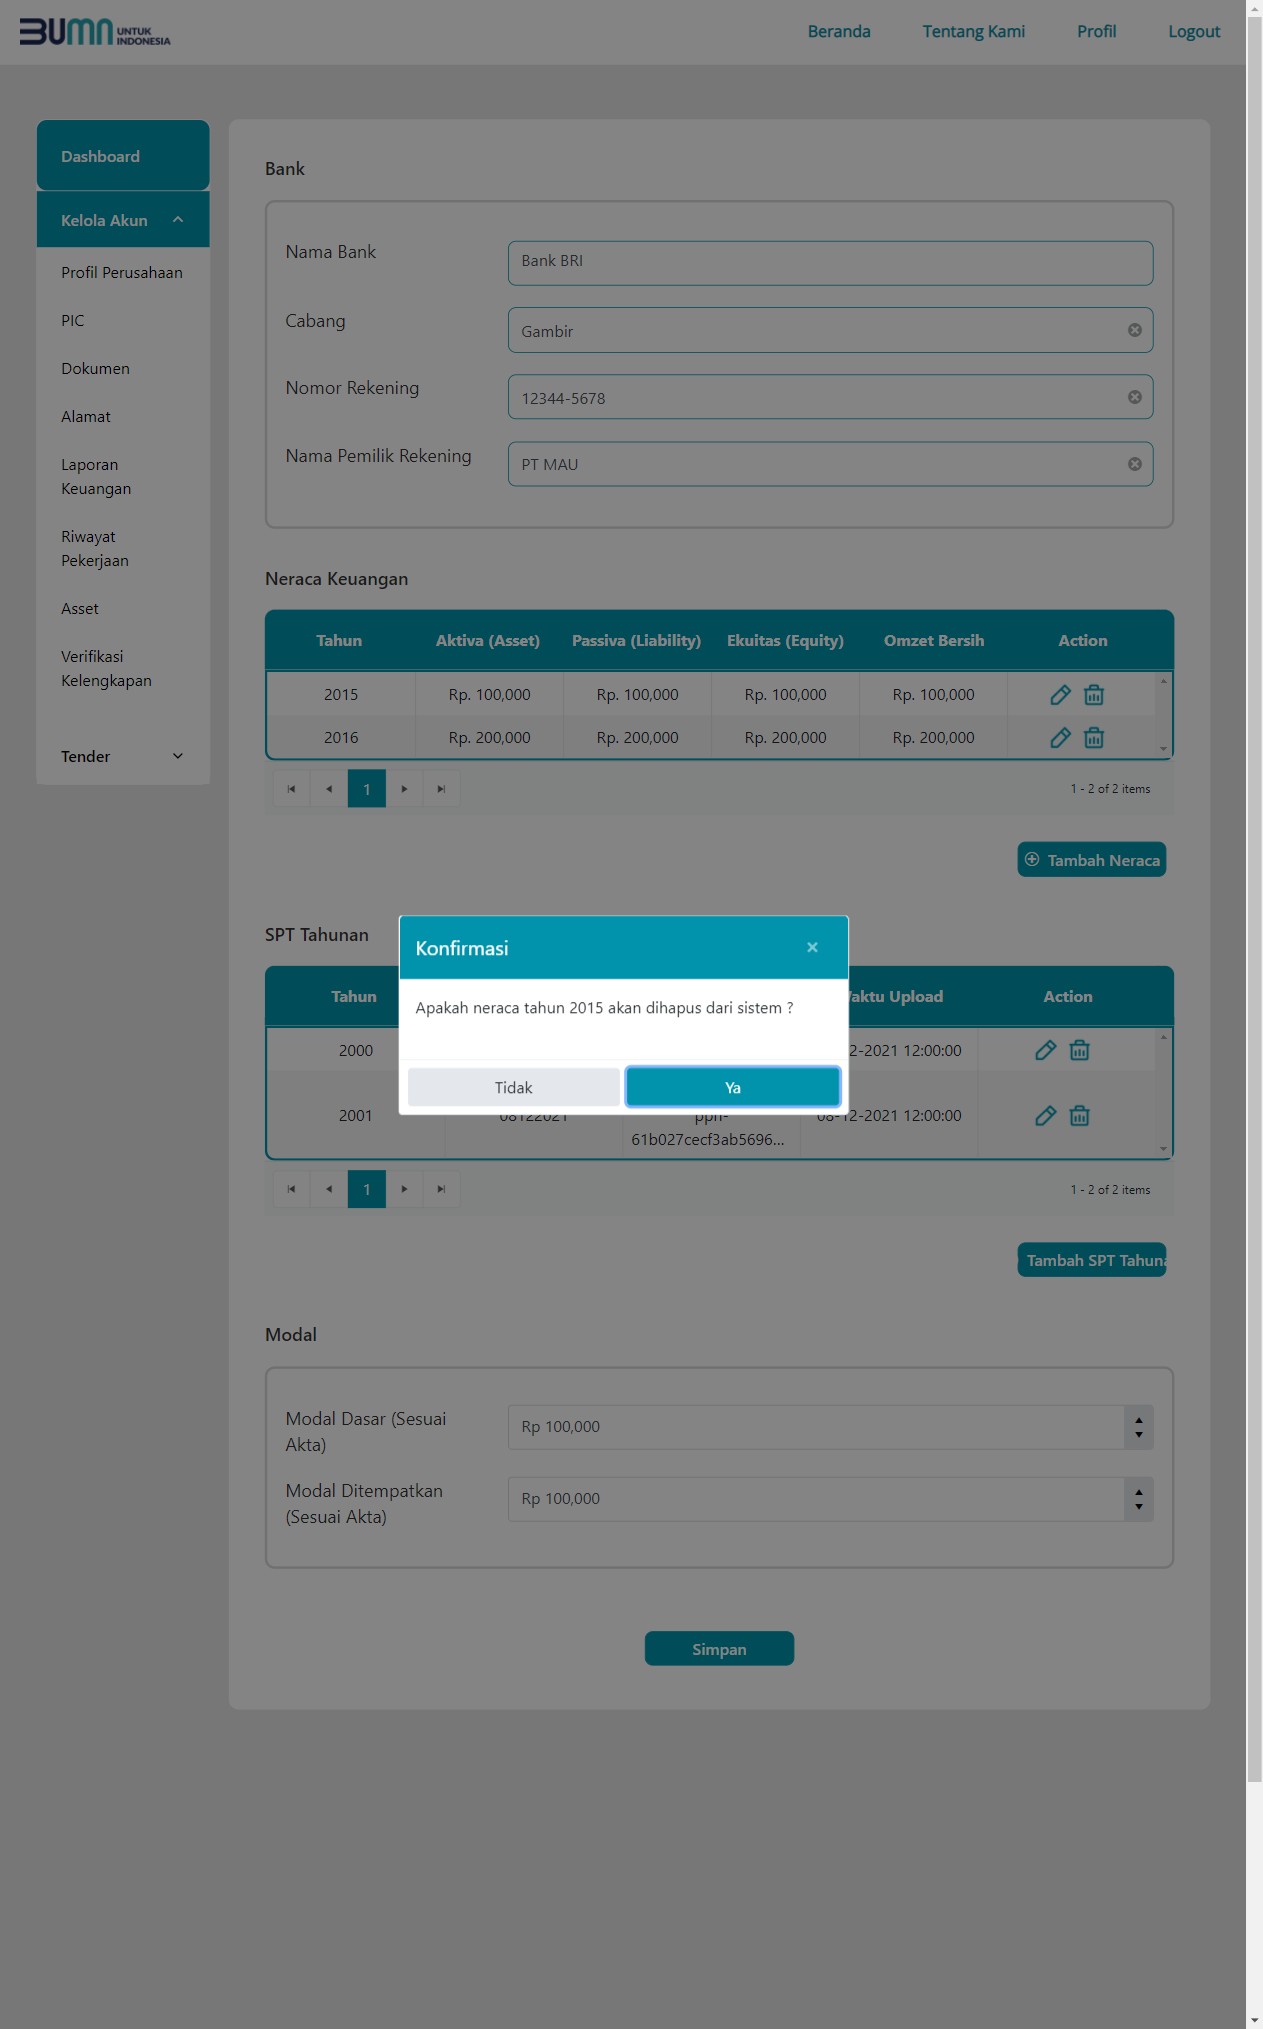 BUMN UNTUK INDONESIA
Beranda Tentang Kami Profil Logout
Dashboard
Kelola Akun
Profil Perusahaan
PIC
Dokumen
Alamat
Laporan
Keuangan
Riwayat
Pekerjaan
Asset
Verifikasi
Kelengkapan
Tender
Bank
Nama Bank Bank BRI
Cabang Gambir
Nomor Rekening 12344-5678
Nama Pemilik Rekening PT MAU
Neraca Keuangan
Tahun Aktiva (Asset) Passiva (Liability) Ekuitas (Equity) Omzet Bersih Action
2015 Rp. 100,000 Rp. 100,000 Rp. 100,000 Rp. 100,000
2016 Rp. 200,000 Rp. 200,000 Rp. 200,000 Rp. 200,000
1 1 - 2 of 2 items
Tambah Neraca
SPT Tahunan
Konfirmasi
Apakah neraca tahun 2015 akan dihapus dari sistem ?
Tidak Ya
Tahun Upload Action
2000 2-2021 12:00:00
2001 08122021 ppn- 08-12-2021 12:00:00
61b027cecf3ab5696...
1 1 - 2 of 2 items
Tambah SPT Tahuna
Modal
Modal Dasar (Sesuai
Akta)
Rp 100,000
Modal Ditempatkan
(Sesuai Akta)
Rp 100,000
Simpan